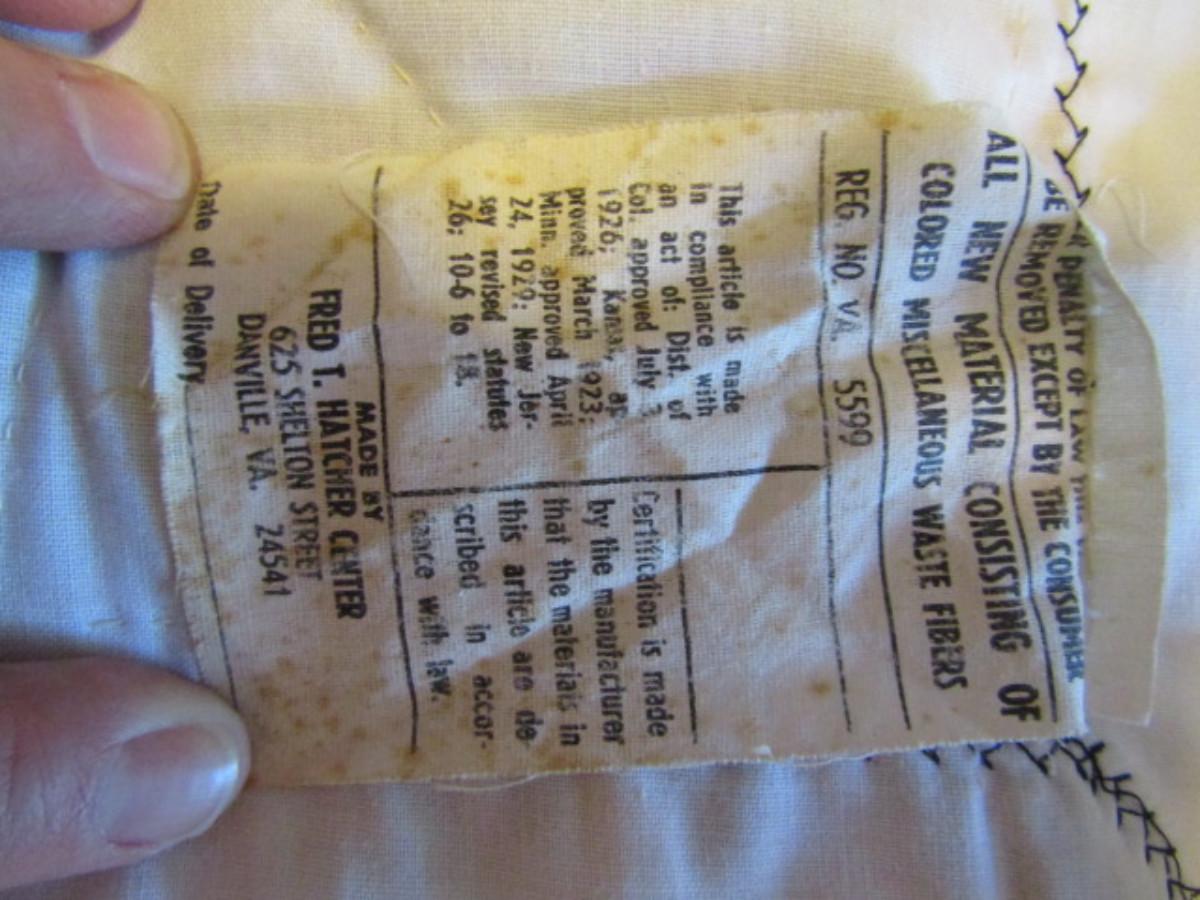 PENALTY OF LAW
BE REMOVED EXCEPT BY THE CONSUMER
ALL NEW MATERIAL CONSISTING OF
COLORED MISCELLANEOUS WASTE FIBERS
REG. NO. VA. 5599
This article is made
in compliance with
an act of: Dist. of
Col. approved July 3
1926; Kansas, ap
proved March 1923;
Minn. approved April
24, 1929; New Jer-
sey revised statutes
26; 10-6 to 18.
Certification is made
by the manufacturer
that the materials in
this article are de-
scribed in accor-
dance with law.
MADE BY
FRED T. HATCHER CENTER
625 SHELTON STREET
DANVILLE, VA. 24541
Date of Delivery